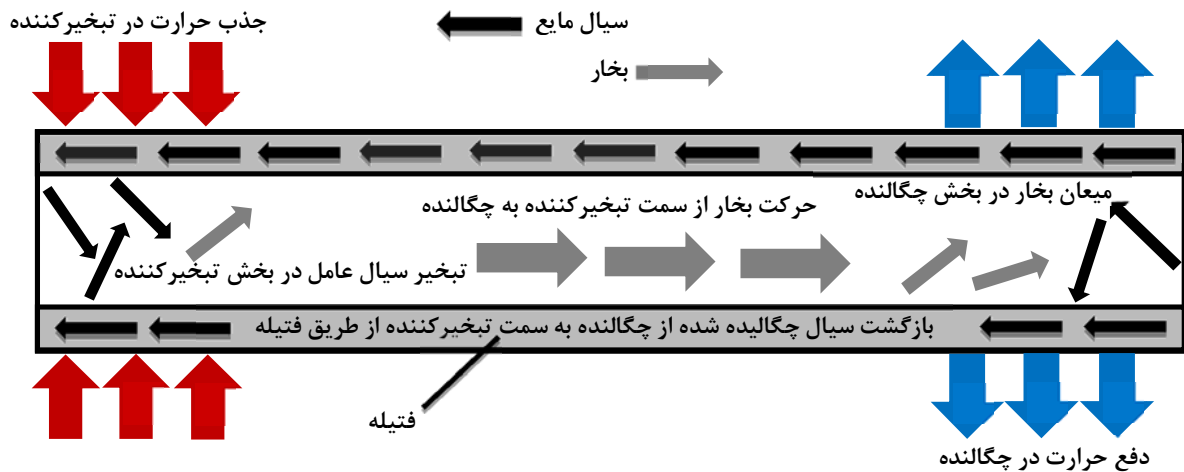 جذب حرارت در تبخیرکننده
سیال مایع
بخار
میعان بخار در بخش چگالنده
حرکت بخار از سمت تبخیرکننده به چگالنده
تبخیر سیال عامل در بخش تبخیرکننده
بازگشت سیال چگالیده شده از چگالنده به سمت تبخیرکننده از طریق فتیله
فتیله
دفع حرارت در چگالنده